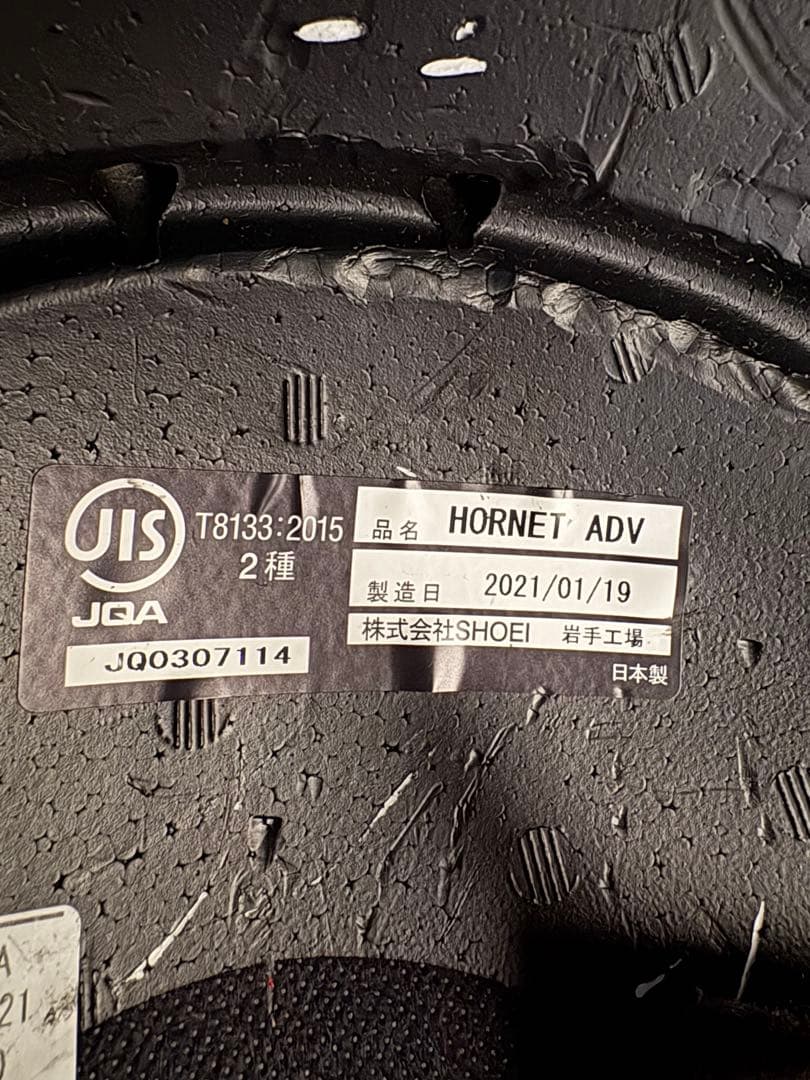 JIS
JQA
T8133:2015
2種
JQ0307114
品名 HORNET ADV
製造日 2021/01/19
株式会社SHOEI 岩手工場
日本製
A
21